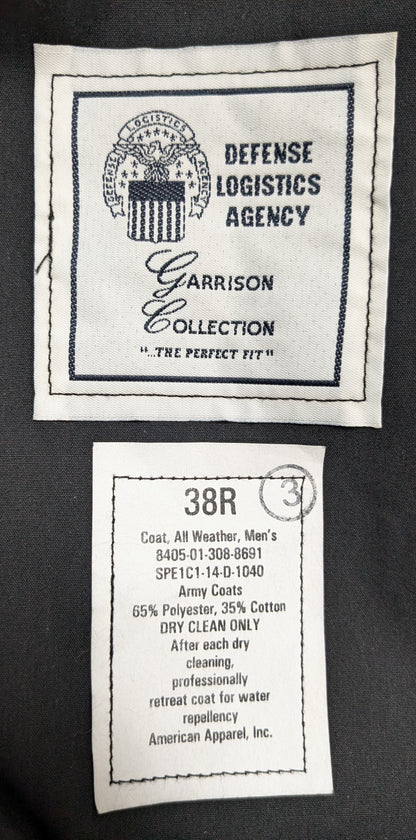 LOGISTICS
DEFENSE
AGENCY
DEFENSE
LOGISTICS
AGENCY
GARRISON
COLLECTION
"...THE PERFECT FIT"
38R
3
Coat, All Weather, Men's
8405-01-308-8691
SPE1C1-14-D-1040
Army Coats
65% Polyester, 35% Cotton
DRY CLEAN ONLY
After each dry
cleaning,
professionally
retreat coat for water
repellency
American Apparel, Inc.